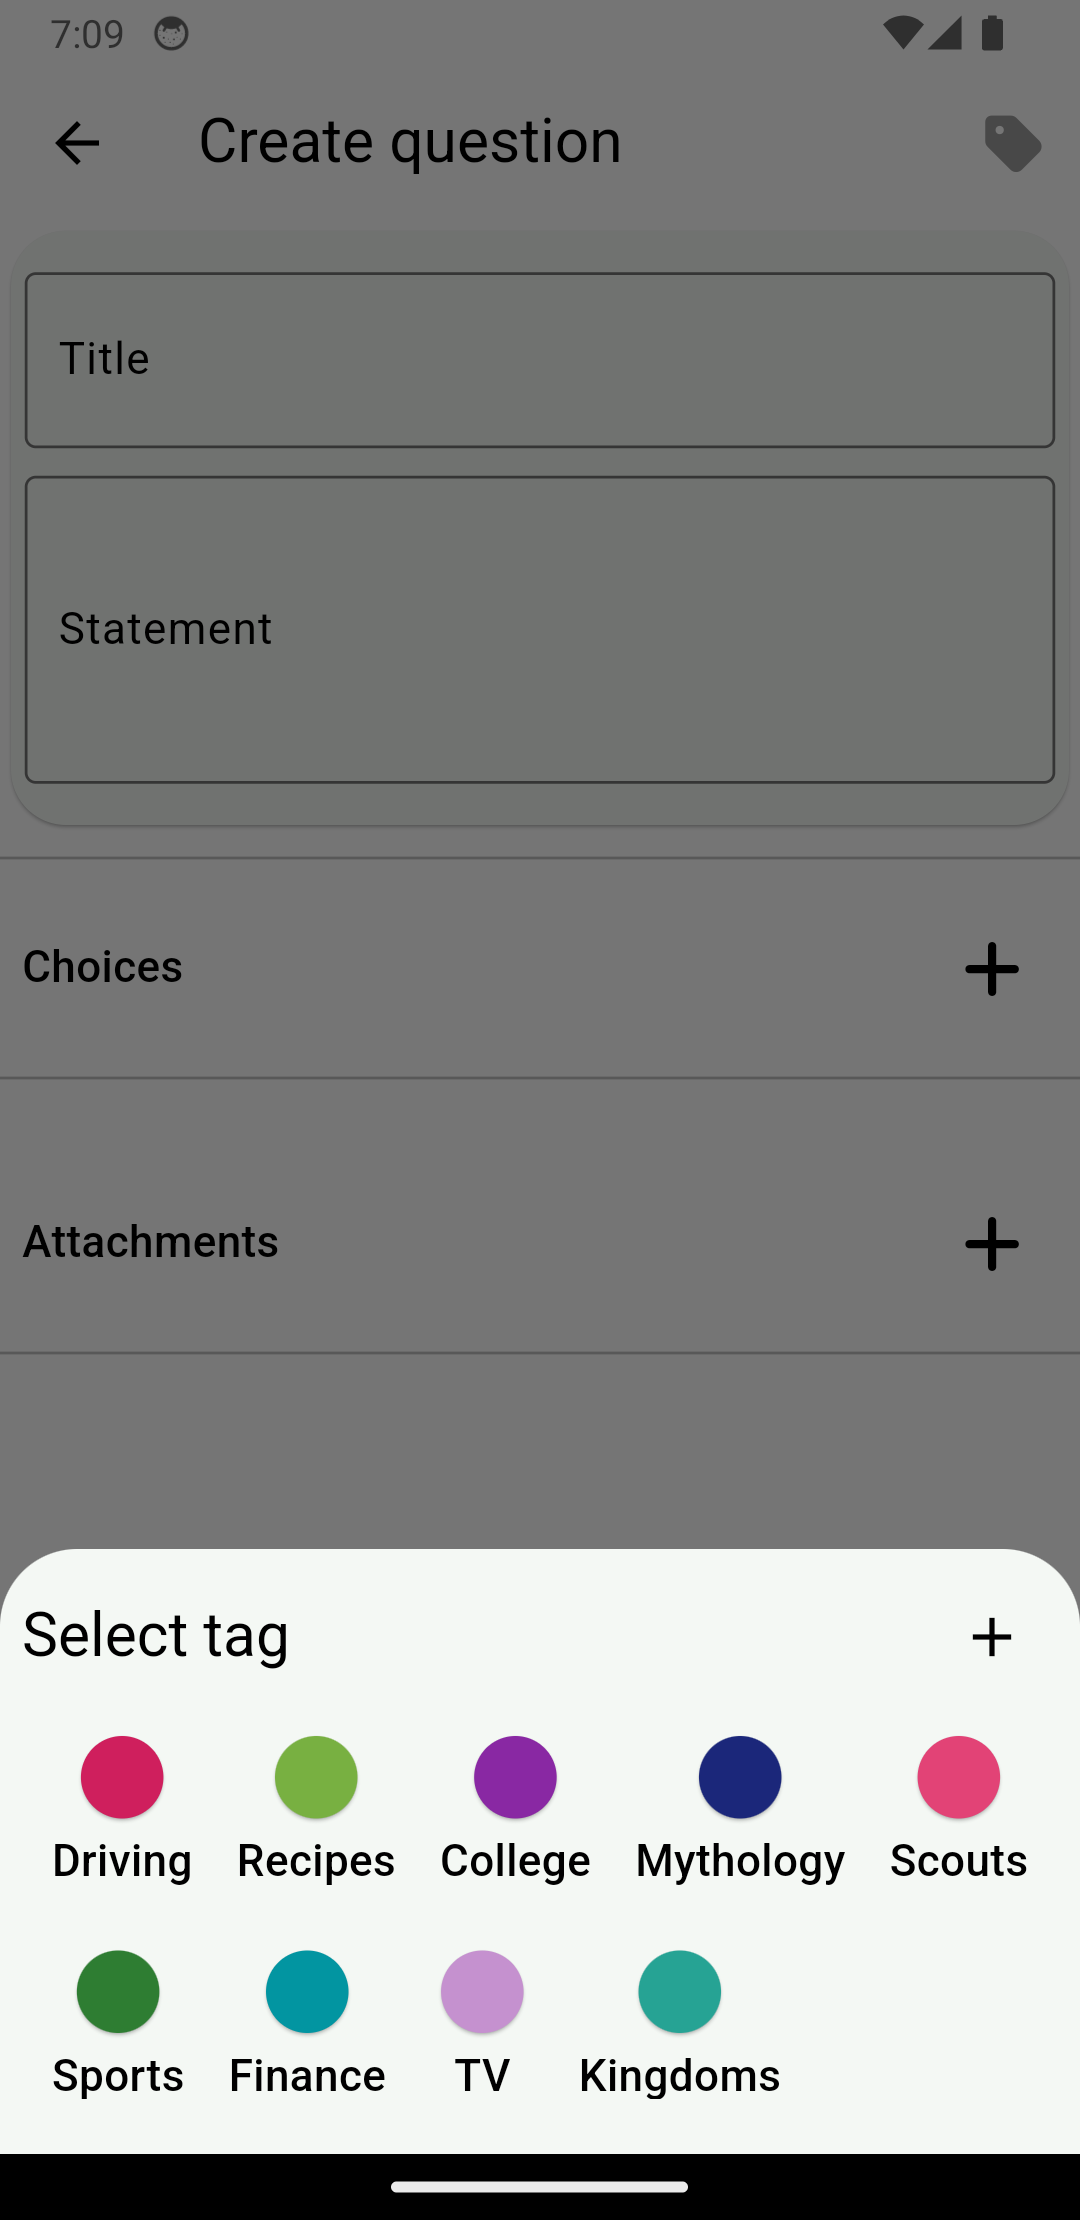 7:09
Create question
Title
Statement
Choices
Attachments
Select tag
Driving Recipes College Mythology Scouts
Sports Finance TV Kingdoms